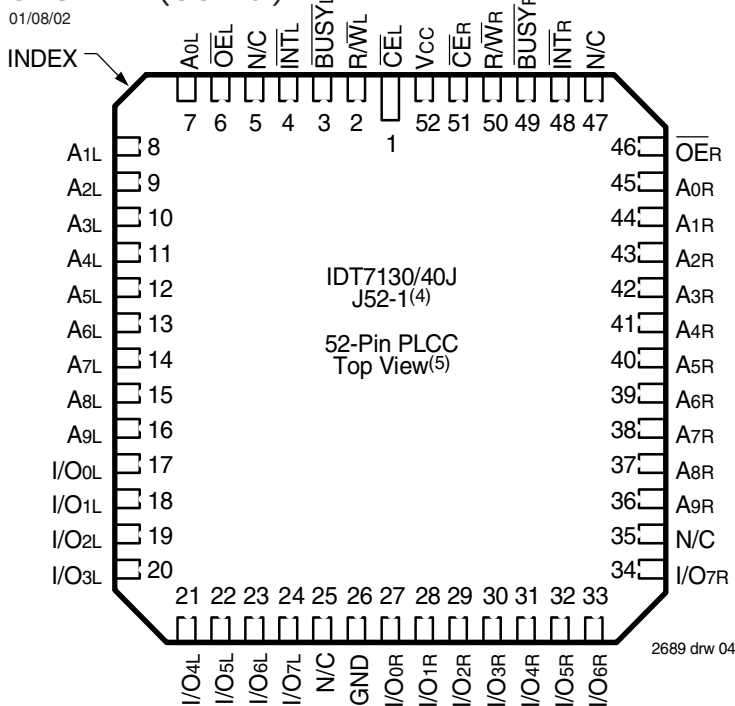 01/08/02
INDEX
A0L
OEL
N/C
INTL
BUSYL
R/WL
CEL
VCC
CER
R/WR
BUSYR
INTR
N/C
7 6 5 4 3 2 1 52 51 50 49 48 47
A1L 8
A2L 9
A3L 10
A4L 11
A5L 12
A6L 13
A7L 14
A8L 15
A9L 16
I/O0L 17
I/O1L 18
I/O2L 19
I/O3L 20
IDT7130/40J
J52-1(4)
52-Pin PLCC
Top View(5)
46 OER
45 A0R
44 A1R
43 A2R
42 A3R
41 A4R
40 A5R
39 A6R
38 A7R
37 A8R
36 A9R
35 N/C
34 I/O7R
21 22 23 24 25 26 27 28 29 30 31 32 33
I/O4L
I/O5L
I/O6L
I/O7L
N/C
GND
I/O0R
I/O1R
I/O2R
I/O3R
I/O4R
I/O5R
I/O6R
2689 drw 04